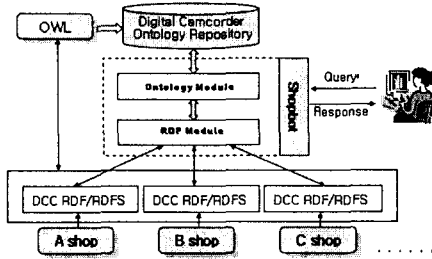 OWL
Digital Camcorder
Ontology Repository
Ontology Module
RDF Module
Shopbot
Query
Response
DCC RDF/RDFS
DCC RDF/RDFS
DCC RDF/RDFS
A shop
B shop
C shop
. . . . . .